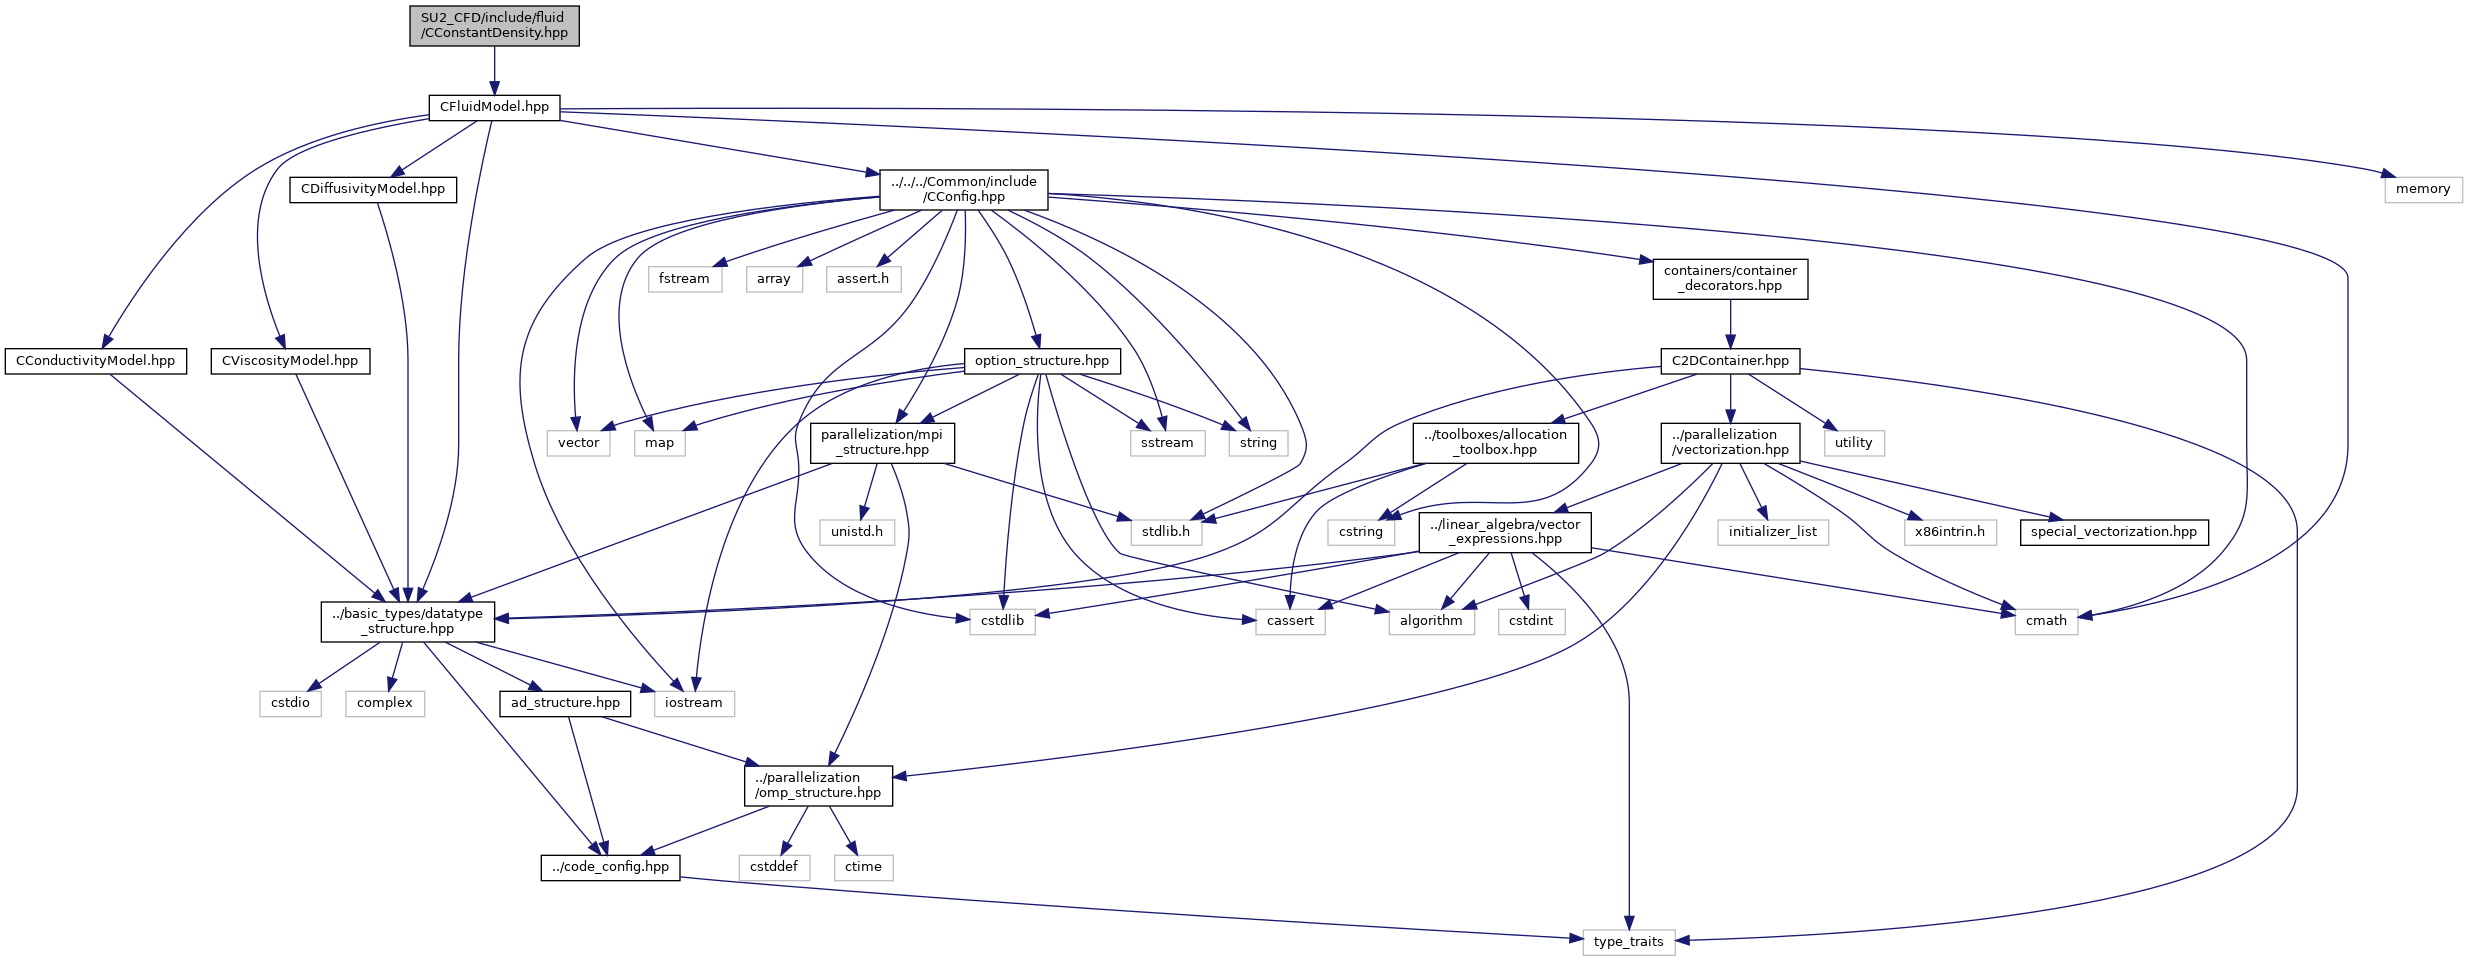 SU2_CFD/include/fluid
/CConstantDensity.hpp
CFluidModel.hpp
CDiffusivityModel.hpp
../../../Common/include
/CConfig.hpp
memory
fstream
array
assert.h
containers/container
_decorators.hpp
CConductivityModel.hpp
CViscosityModel.hpp
option_structure.hpp
C2DContainer.hpp
vector
map
parallelization/mpi
_structure.hpp
sstream
string
../toolboxes/allocation
_toolbox.hpp
../parallelization
/vectorization.hpp
utility
unistd.h
stdlib.h
cstring
../linear_algebra/vector
_expressions.hpp
initializer_list
x86intrin.h
special_vectorization.hpp
../basic_types/datatype
_structure.hpp
cstdlib
cassert
algorithm
cstdint
cmath
cstdio
complex
ad_structure.hpp
iostream
../parallelization
/omp_structure.hpp
../code_config.hpp
cstddef
ctime
type_traits